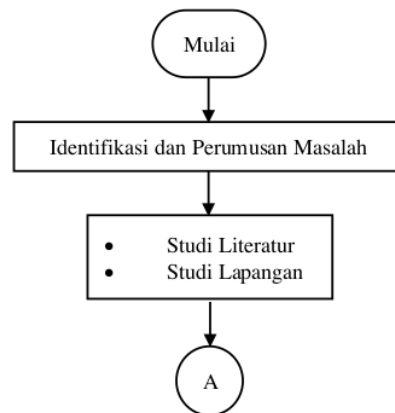 Mulai
Identifikasi dan Perumusan Masalah
• Studi Literatur
• Studi Lapangan
A